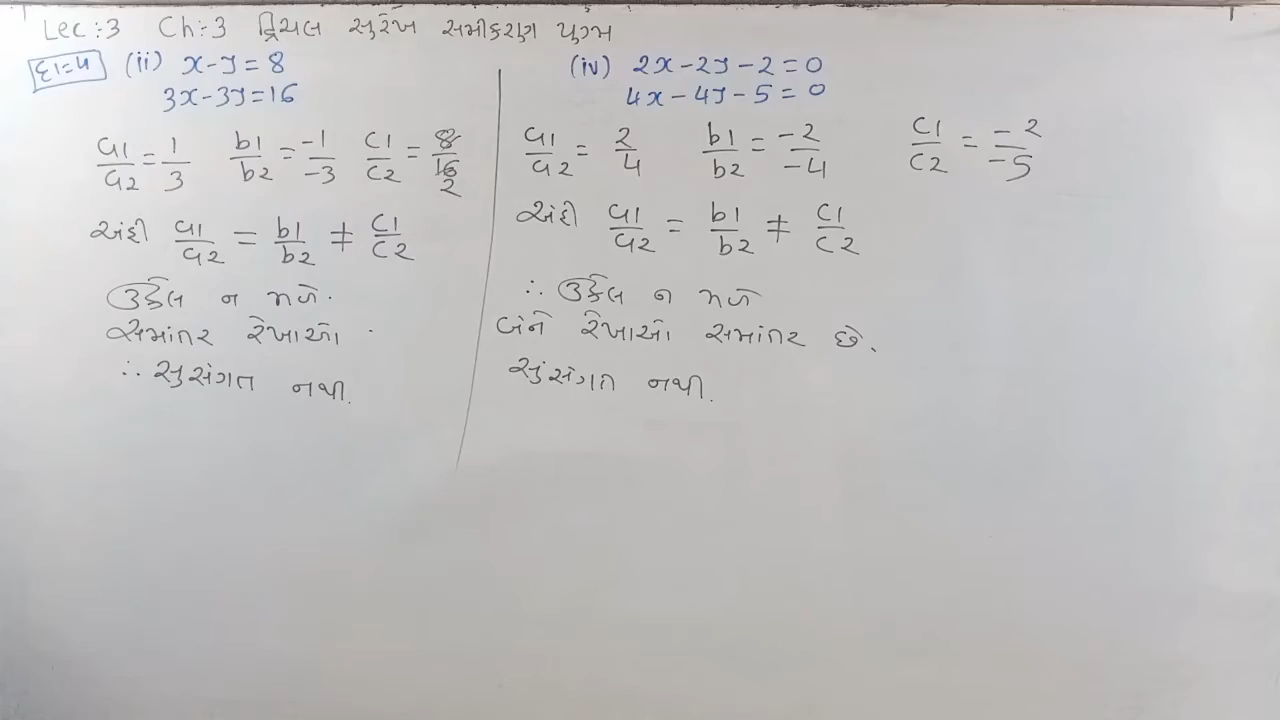 Lec:3 Ch:3 દ્વિચલ સુરેખ સમીકરણ યુગ્મ
દા=4 (ii) x-y=8
3x-3y=16
a1/a2=1/3 b1/b2=-1/-3 c1/c2=8/16 2
અંહી a1/a2 = b1/b2 ≠ c1/c2
ઉકેલ ન મળે.
સમાંતર રેખાઓ.
∴ સુસંગત નથી.
(iv) 2x-2y-2=0
4x-4y-5=0
a1/a2=2/4 b1/b2=-2/-4 c1/c2=-2/-5
અંહી a1/a2 = b1/b2 ≠ c1/c2
∴ ઉકેલ ન મળે
બંને રેખાઓ સમાંતર છે.
સુંસંગત નથી.